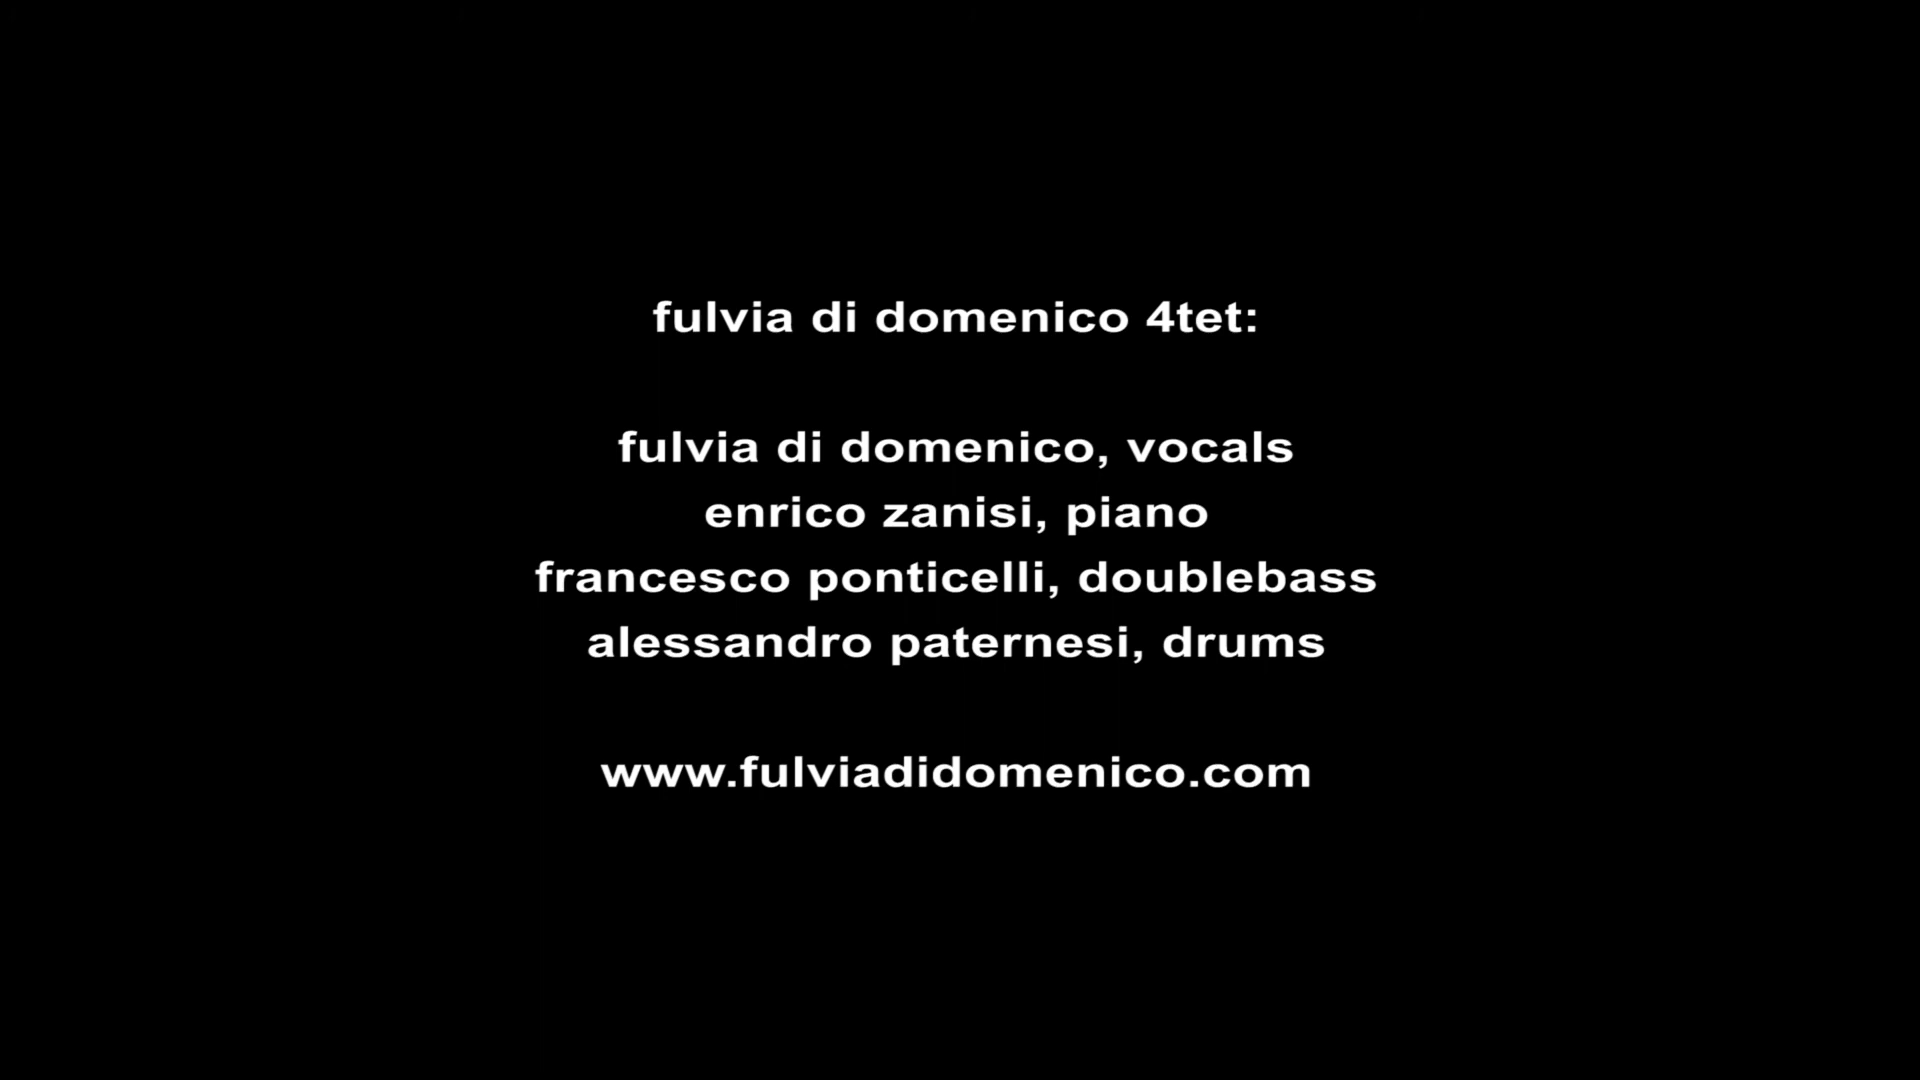 fulvia di domenico 4tet:
fulvia di domenico, vocals
enrico zanisi, piano
francesco ponticelli, doublebass
alessandro paternesi, drums
www.fulviadidomenico.com